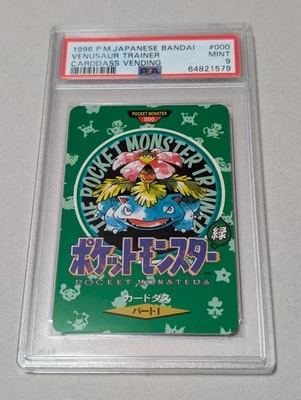 1996 P.M. JAPANESE BANDAI #000
VENUSAUR TRAINER MINT
CARDDASS VENDING 9
PSA 64821579
POCKET MONSTER
000
THE POCKET MONSTER TRAINER
ポケットモンスター
緑
POCKET MONSTERS
カードダス
パート1